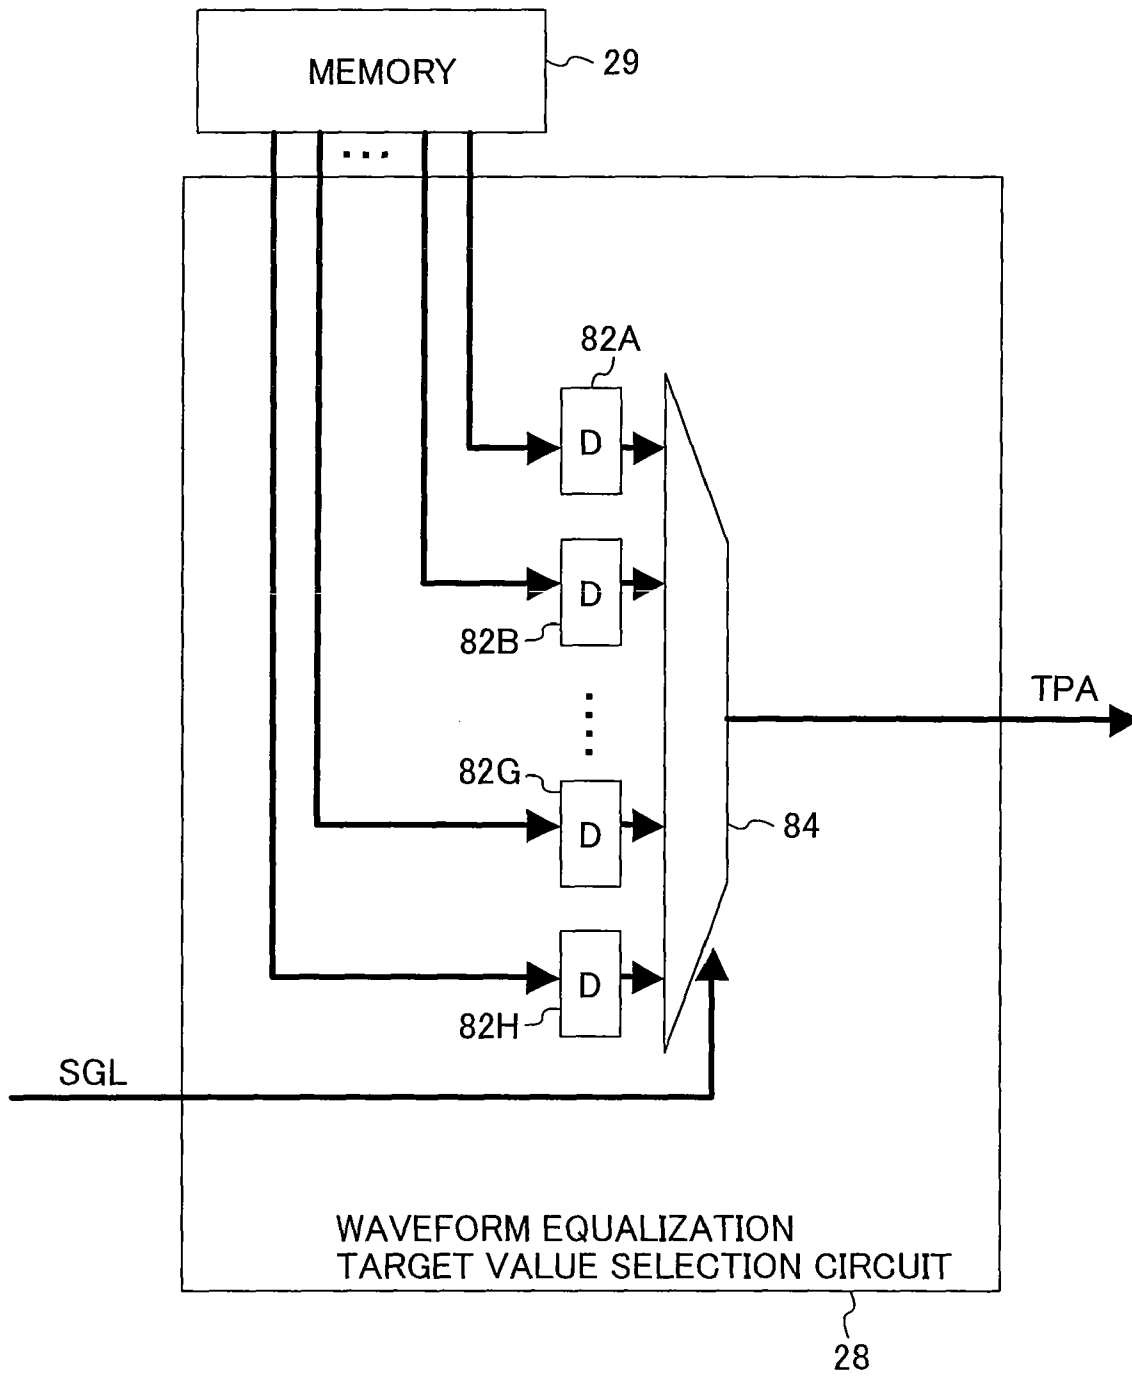 MEMORY
29
...
82A
D
D
82B
82G
D
84
D
82H
TPA
SGL
WAVEFORM EQUALIZATION
TARGET VALUE SELECTION CIRCUIT
28